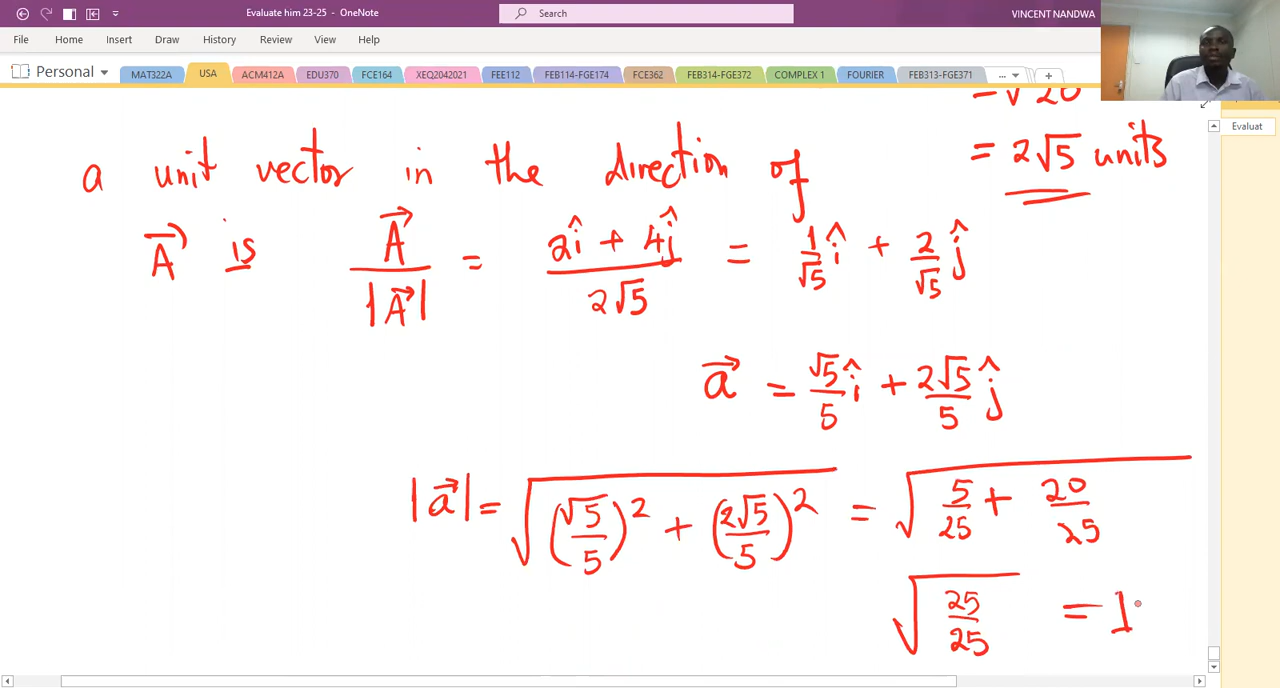 Evaluate him 23-25 - OneNote
Search
VINCENT NANDWA
File Home Insert Draw History Review View Help
Personal MAT322A USA ACM412A EDU370 FCE164 XEQ2042021 FEE112 FEB114-FGE174 FCE362 FEB314-FGE372 COMPLEX 1 FOURIER FEB313-FGE371 ... +
Evaluat
= √20
= 2√5 units
a unit vector in the direction of
A⃗ is A⃗/|A⃗| = (2î + 4ĵ)/(2√5) = 1/√5 î + 2/√5 ĵ
a⃗ = √5/5 î + 2√5/5 ĵ
|a⃗| = √((√5/5)² + (2√5/5)²) = √(5/25 + 20/25)
√(25/25) = 1